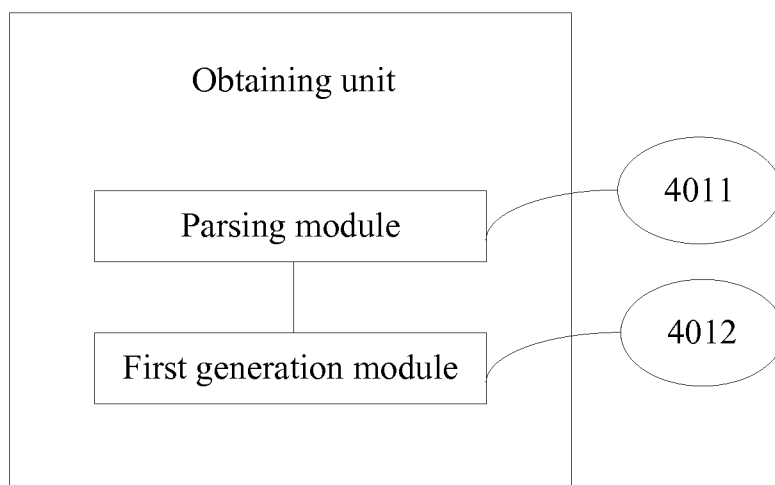 Obtaining unit
Parsing module
4011
First generation module
4012